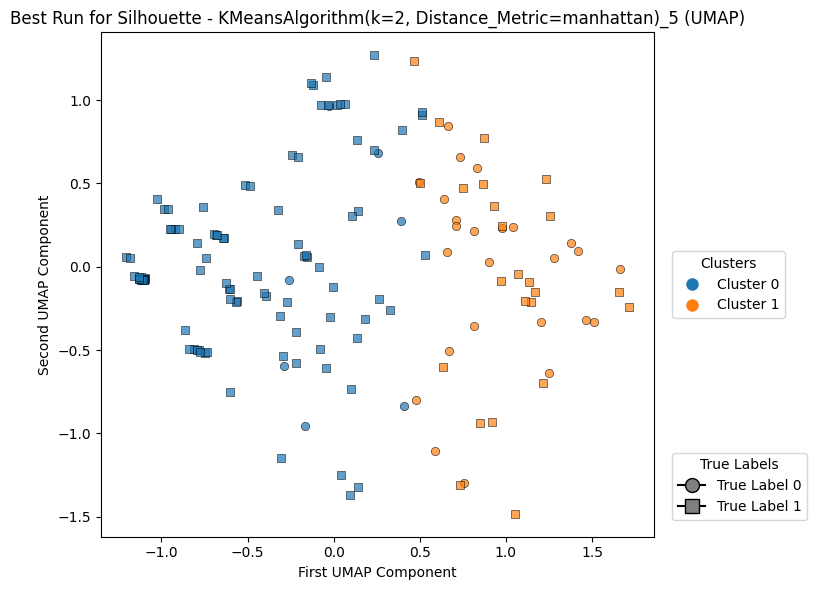 Best Run for Silhouette - KMeansAlgorithm(k=2, Distance_Metric=manhattan)_5 (UMAP)
Second UMAP Component
1.0
0.5
0.0
−0.5
−1.0
−1.5
−1.0
−0.5
0.0
0.5
1.0
1.5
First UMAP Component
Clusters
Cluster 0
Cluster 1
True Labels
True Label 0
True Label 1